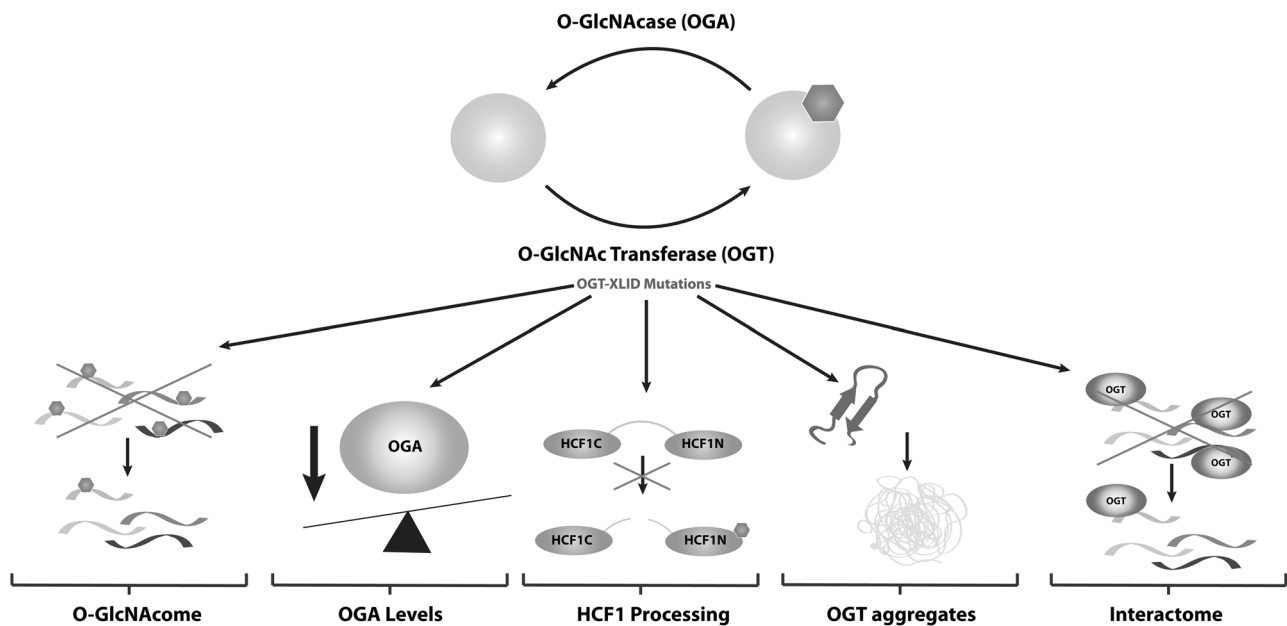 O-GlcNAcase (OGA)
O-GlcNAc Transferase (OGT)
OGT-XLID Mutations
OGT
OGT
OGT
OGA
HCF1C
HCF1N
OGT
HCF1C
HCF1N
O-GlcNAcome
OGA Levels
HCF1 Processing
OGT aggregates
Interactome